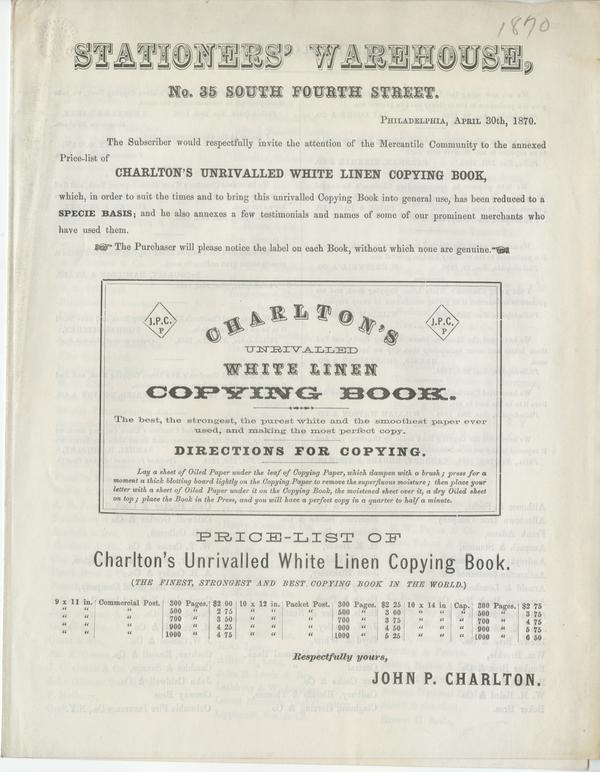 1870
STATIONERS' WAREHOUSE,
No. 35 SOUTH FOURTH STREET.
PHILADELPHIA, APRIL 30th, 1870.
The Subscriber would respectfully invite the attention of the Mercantile Community to the annexed
Price-list of
CHARLTON'S UNRIVALLED WHITE LINEN COPYING BOOK,
which, in order to suit the times and to bring this unrivalled Copying Book into general use, has been reduced to a
SPECIE BASIS; and he also annexes a few testimonials and names of some of our prominent merchants who
have used them.
The Purchaser will please notice the label on each Book, without which none are genuine.
J.P.C.
P
J.P.C.
P
CHARLTON'S
UNRIVALLED
WHITE LINEN
COPYING BOOK.
The best, the strongest, the purest white and the smoothest paper ever
used, and making the most perfect copy.
DIRECTIONS FOR COPYING.
Lay a sheet of Oiled Paper under the leaf of Copying Paper, which dampen with a brush; press for a
moment a thick blotting board lightly on the Copying Paper to remove the superfluous moisture; then place your
letter with a sheet of Oiled Paper under it on the Copying Book, the moistened sheet over it, a dry Oiled sheet
on top; place the Book in the Press, and you will have a perfect copy in a quarter to half a minute.
PRICE-LIST OF
Charlton's Unrivalled White Linen Copying Book.
(THE FINEST, STRONGEST AND BEST COPYING BOOK IN THE WORLD.)
9 x 11 in. Commercial Post. 300 Pages. $2 00 10 x 12 in. Packet Post. 300 Pages. $2 25 10 x 14 in Cap. 300 Pages. $2 75
" " " 500 " 2 75 " " " 500 " 3 00 " " " 500 " 3 75
" " " 700 " 3 50 " " " 700 " 3 75 " " " 700 " 4 75
" " " 900 " 4 25 " " " 900 " 4 50 " " " 900 " 5 75
" " " 1000 " 4 75 " " " 1000 " 5 25 " " " 1000 " 6 50
Respectfully yours,
JOHN P. CHARLTON.